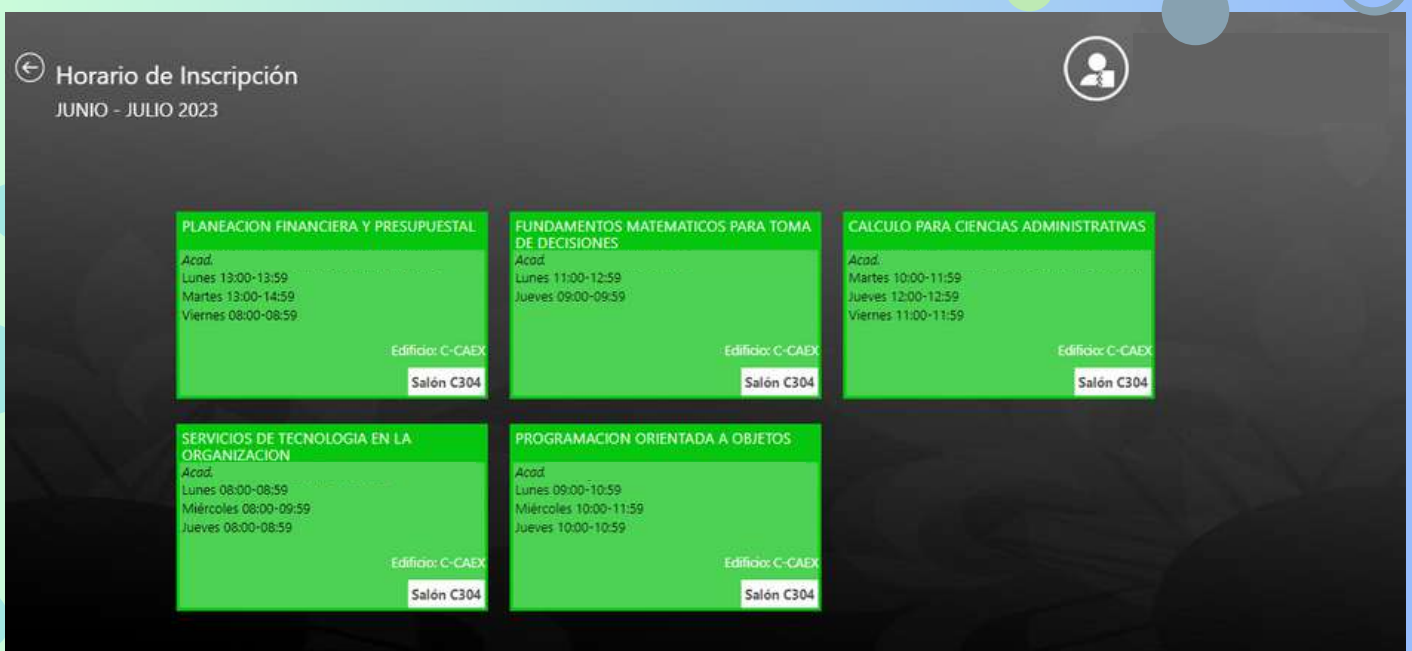 Horario de Inscripción
JUNIO - JULIO 2023
PLANEACION FINANCIERA Y PRESUPUESTAL
Acad.
Lunes 13:00-13:59
Martes 13:00-14:59
Viernes 08:00-08:59
Edificio: C-CAEX
Salón C304
FUNDAMENTOS MATEMATICOS PARA TOMA
DE DECISIONES
Acad.
Lunes 11:00-12:59
Jueves 09:00-09:59
Edificio: C-CAEX
Salón C304
CALCULO PARA CIENCIAS ADMINISTRATIVAS
Acad.
Martes 10:00-11:59
Jueves 12:00-12:59
Viernes 11:00-11:59
Edificio: C-CAEX
Salón C304
SERVICIOS DE TECNOLOGIA EN LA
ORGANIZACION
Acad.
Lunes 08:00-08:59
Miércoles 08:00-09:59
Jueves 08:00-08:59
Edificio: C-CAEX
Salón C304
PROGRAMACION ORIENTADA A OBJETOS
Acad.
Lunes 09:00-10:59
Miércoles 10:00-11:59
Jueves 10:00-10:59
Edificio: C-CAEX
Salón C304